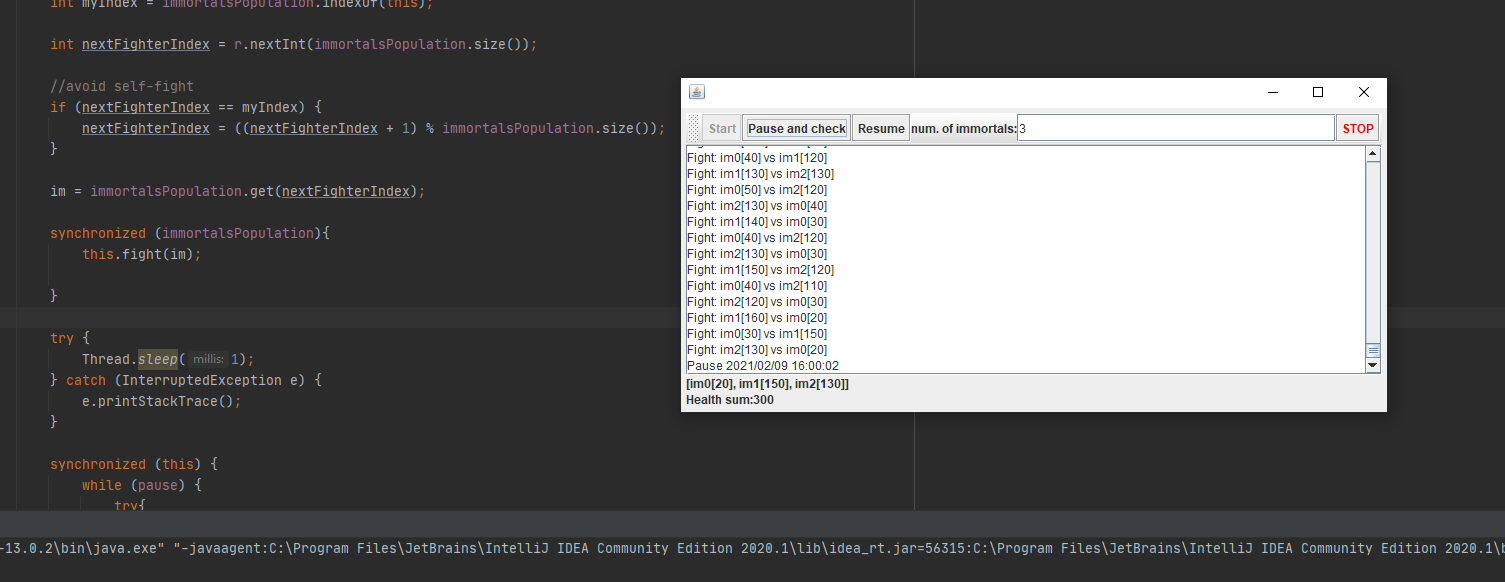 int myIndex = immortalsPopulation.indexOf(this);
int nextFighterIndex = r.nextInt(immortalsPopulation.size());
//avoid self-fight
if (nextFighterIndex == myIndex) {
nextFighterIndex = ((nextFighterIndex + 1) % immortalsPopulation.size());
}
im = immortalsPopulation.get(nextFighterIndex);
synchronized (immortalsPopulation){
this.fight(im);
}
try {
Thread.sleep( millis: 1);
} catch (InterruptedException e) {
e.printStackTrace();
}
synchronized (this) {
while (pause) {
try{
Start Pause and check Resume num. of immortals: 3 STOP
Fight: im0[40] vs im1[120]
Fight: im1[130] vs im2[130]
Fight: im0[50] vs im2[120]
Fight: im2[130] vs im0[40]
Fight: im1[140] vs im0[30]
Fight: im0[40] vs im2[120]
Fight: im2[130] vs im0[30]
Fight: im1[150] vs im2[120]
Fight: im0[40] vs im2[110]
Fight: im2[120] vs im0[30]
Fight: im1[160] vs im0[20]
Fight: im0[30] vs im1[150]
Fight: im2[130] vs im0[20]
Pause 2021/02/09 16:00:02
[im0[20], im1[150], im2[130]]
Health sum:300
-13.0.2\bin\java.exe" "-javaagent:C:\Program Files\JetBrains\IntelliJ IDEA Community Edition 2020.1\lib\idea_rt.jar=56315:C:\Program Files\JetBrains\IntelliJ IDEA Community Edition 2020.1\b